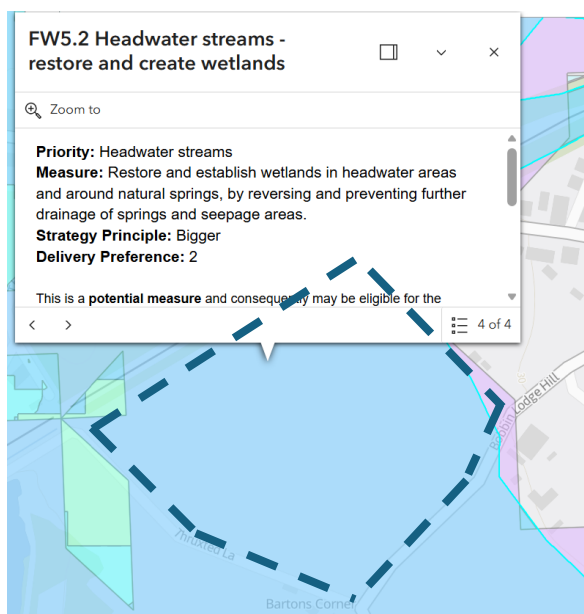 FW5.2 Headwater streams -
restore and create wetlands
Zoom to
Priority: Headwater streams
Measure: Restore and establish wetlands in headwater areas
and around natural springs, by reversing and preventing further
drainage of springs and seepage areas.
Strategy Principle: Bigger
Delivery Preference: 2
This is a potential measure and consequently may be eligible for the
4 of 4
Bobbin Lodge Hill
Thruxted La
Bartons Corner